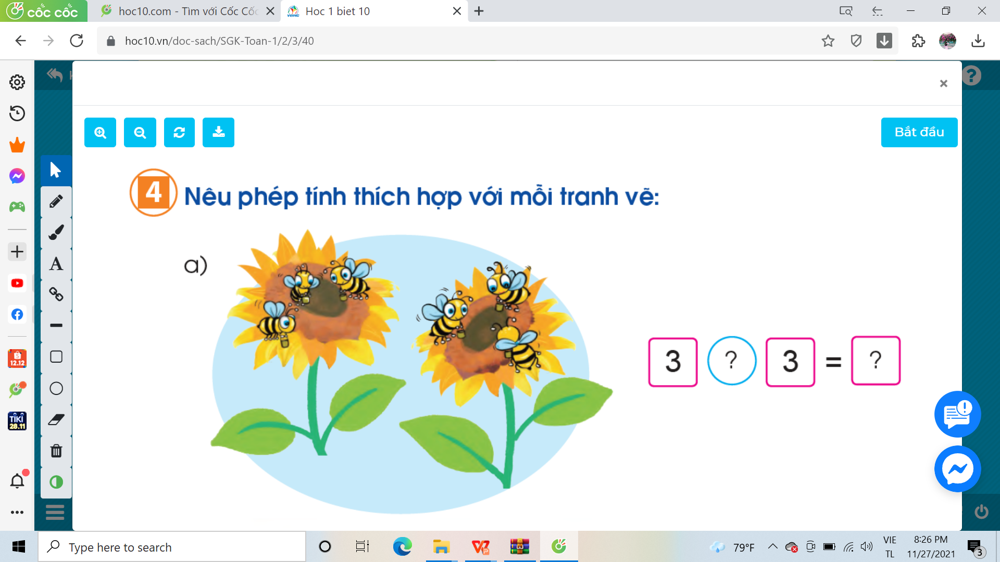 cốc cốc
hoc10.com - Tìm với Cốc Cốc
VEPIC
Hoc 1 biet 10
hoc10.vn/doc-sach/SGK-Toan-1/2/3/40
Bắt đầu
4 Nêu phép tính thích hợp với mỗi tranh vẽ:
a)
3 ? 3 = ?
A
12.12
TIKI
28.11
Type here to search
79°F
VIE
TL
8:26 PM
11/27/2021
3